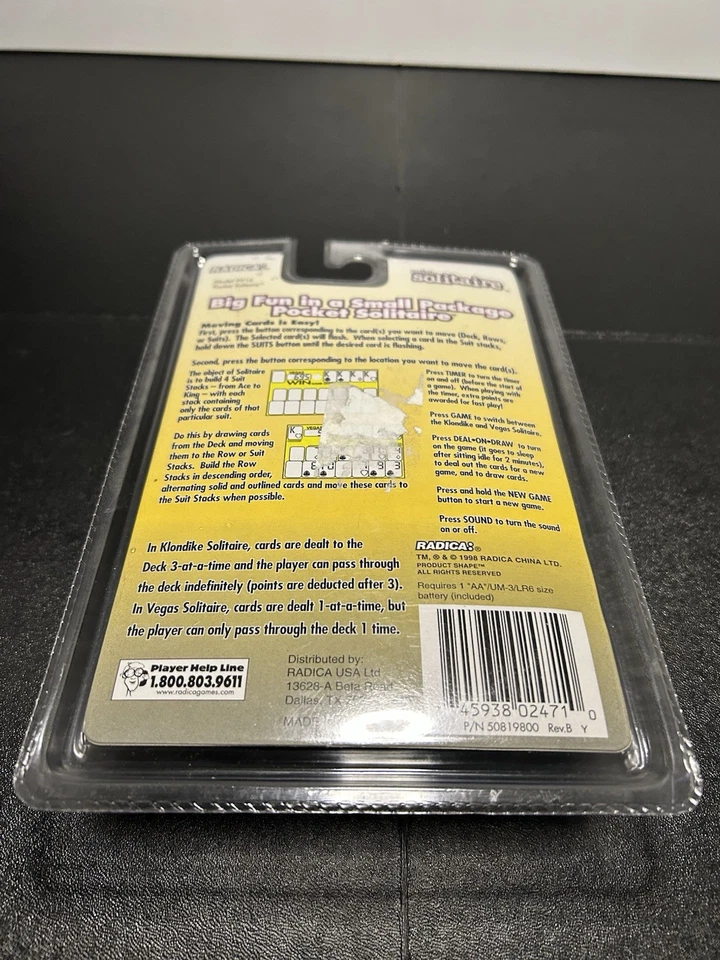 RADICA:
Pocket Solitaire
solitaire
Big Fun in a Small Package
Pocket Solitaire
Moving Cards is Easy!
First, press the button corresponding to the card(s) you want to move (Deck, Rows,
or Suits). The Selected card(s) will flash. When selecting a card in the Suit stacks,
hold down the SUITS button until the desired card is flashing.
Second, press the button corresponding to the location you want to move the card(s).
The object of Solitaire
is to build 4 Suit
Stacks – from Ace to
King – with each
stack containing
only the cards of that
particular suit.
Do this by drawing cards
from the Deck and moving
them to the Row or Suit
Stacks. Build the Row
Stacks in descending order,
alternating solid and outlined cards and move these cards to
the Suit Stacks when possible.
695
WIN
K K K K
K
VEGAS
Press TIMER to turn the timer
on and off (before the start of
a game). When playing with
the timer, extra points are
awarded for fast play!
Press GAME to switch between
the Klondike and Vegas Solitaire.
Press DEAL•ON•DRAW to turn
on the game (it goes to sleep
after sitting idle for 2 minutes),
to deal out the cards for a new
game, and to draw cards.
Press and hold the NEW GAME
button to start a new game.
Press SOUND to turn the sound
on or off.
In Klondike Solitaire, cards are dealt to the
Deck 3-at-a-time and the player can pass through
the deck indefinitely (points are deducted after 3).
In Vegas Solitaire, cards are dealt 1-at-a-time, but
the player can only pass through the deck 1 time.
RADICA:®
TM, ® & © 1998 RADICA CHINA LTD.
PRODUCT SHAPE™
ALL RIGHTS RESERVED
Requires 1 "AA"/UM-3/LR6 size
battery (included)
Player Help Line
1.800.803.9611
www.radicagames.com
Distributed by:
RADICA USA Ltd
13628-A Beta Road
Dallas, TX
MADE
45938 02471 0
P/N 50819800 Rev.B Y